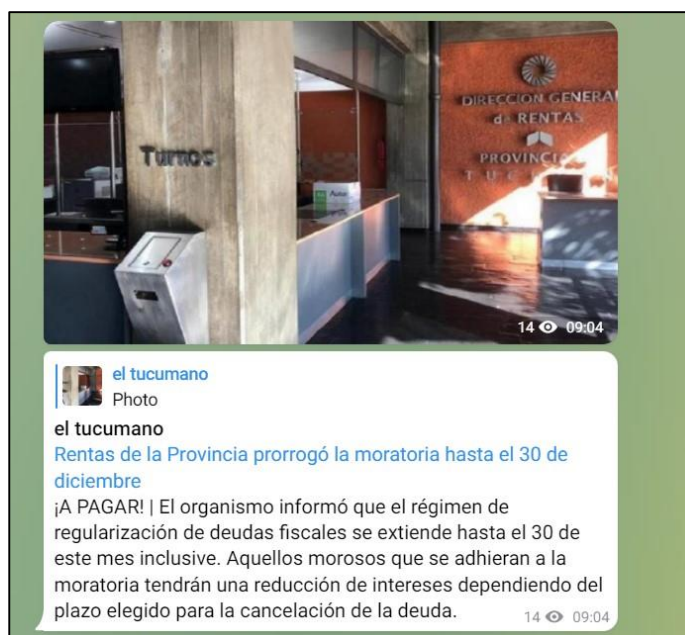 Turnos
DIRECCION GENERA
de RENTAS
PROVINCI
TUC
14 09:04
el tucumano
Photo
el tucumano
Rentas de la Provincia prorrogó la moratoria hasta el 30 de
diciembre
¡A PAGAR! | El organismo informó que el régimen de
regularización de deudas fiscales se extiende hasta el 30 de
este mes inclusive. Aquellos morosos que se adhieran a la
moratoria tendrán una reducción de intereses dependiendo del
plazo elegido para la cancelación de la deuda.
14 09:04